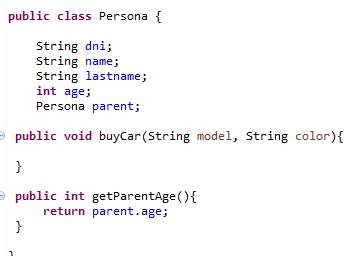 public class Persona {
String dni;
String name;
String lastname;
int age;
Persona parent;
public void buyCar(String model, String color){
}
public int getParentAge(){
return parent.age;
}
}